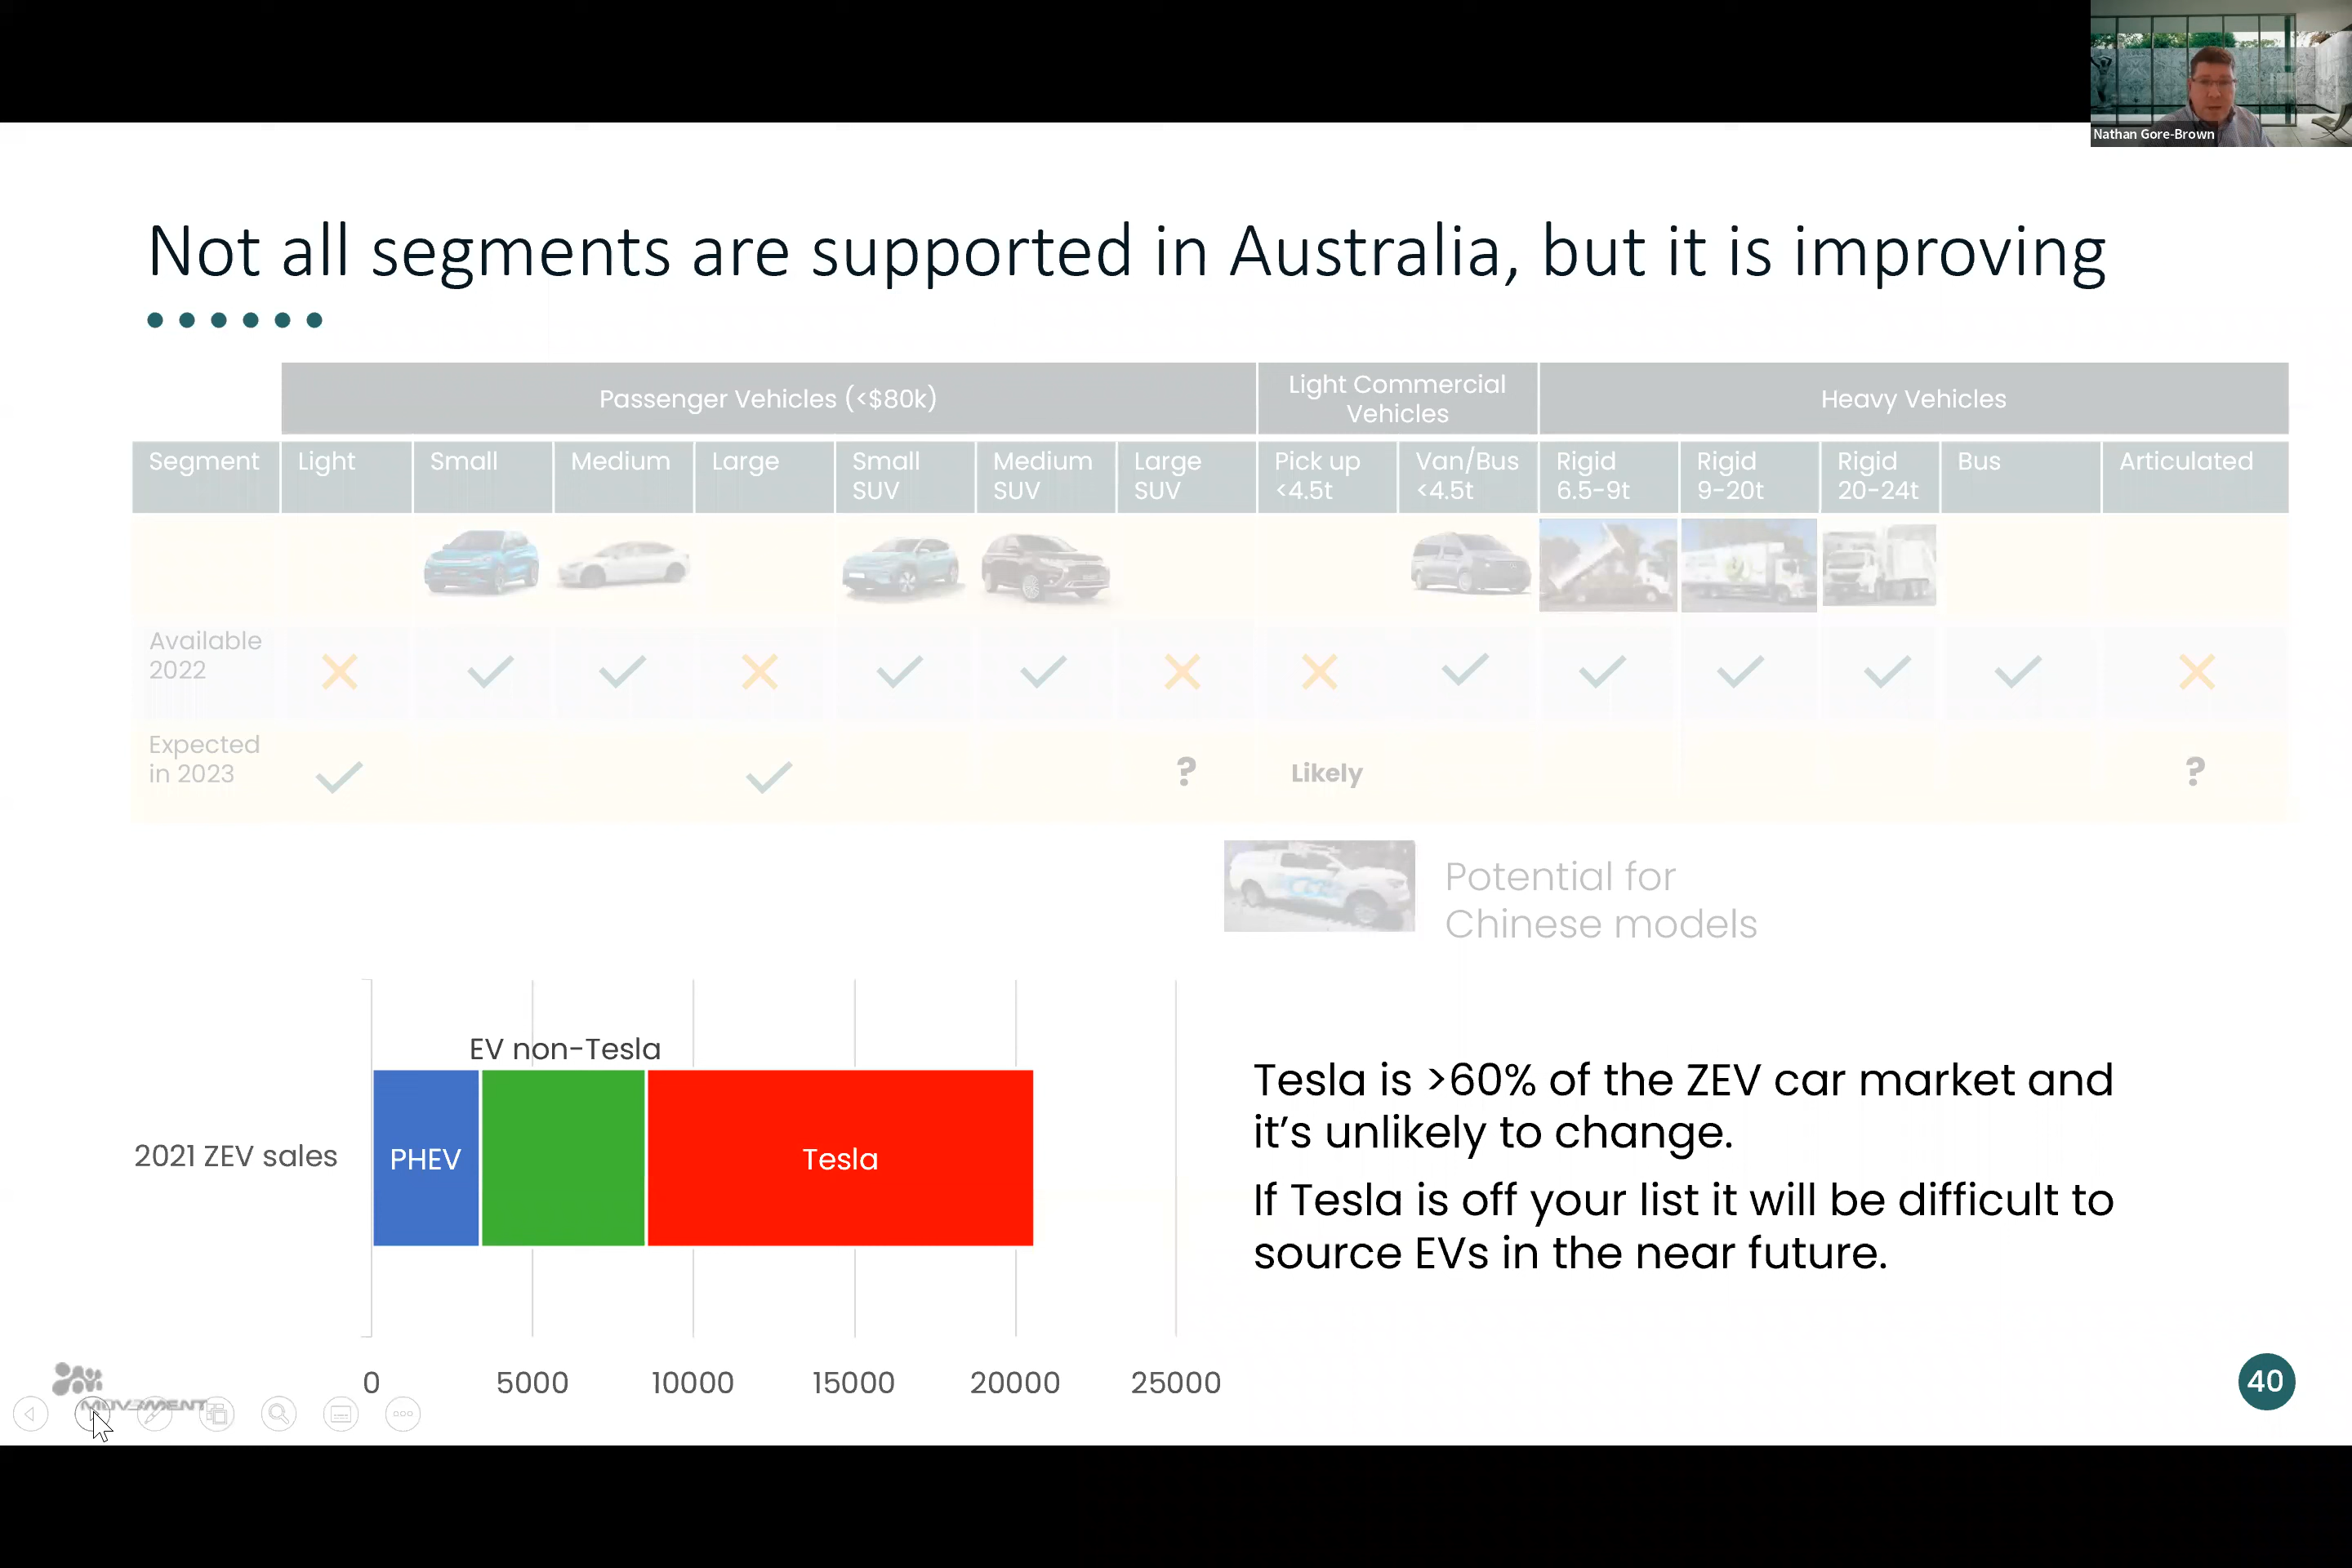 Nathan Gore-Brown
Not all segments are supported in Australia, but it is improving
Passenger Vehicles (<$80k)
Light Commercial
Vehicles
Heavy Vehicles
Segment
Light
Small
Medium
Large
Small
SUV
Medium
SUV
Large
SUV
Pick up
<4.5t
Van/Bus
<4.5t
Rigid
6.5-9t
Rigid
9-20t
Rigid
20-24t
Bus
Articulated
Available
2022
Expected
in 2023
?
Likely
?
Potential for
Chinese models
EV non-Tesla
2021 ZEV sales
PHEV
Tesla
0
5000
10000
15000
20000
25000
Tesla is >60% of the ZEV car market and
it's unlikely to change.
If Tesla is off your list it will be difficult to
source EVs in the near future.
MOV3MENT
40